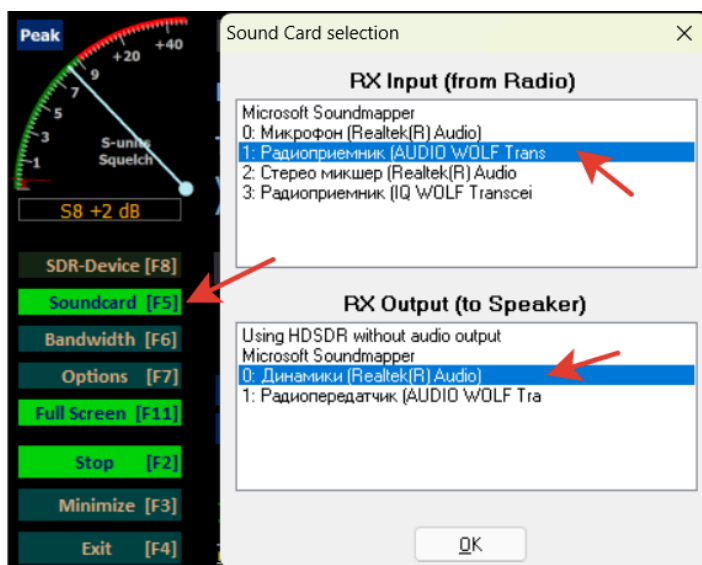 Peak
1
3
5
7
9
+20
+40
S-units
Squelch
S8 +2 dB
SDR-Device [F8]
Soundcard [F5]
Bandwidth [F6]
Options [F7]
Full Screen [F11]
Stop [F2]
Minimize [F3]
Exit [F4]
Sound Card selection
RX Input (from Radio)
Microsoft Soundmapper
0: Микрофон (Realtek(R) Audio)
1: Радиоприемник (AUDIO WOLF Trans
2: Стерео микшер (Realtek(R) Audio
3: Радиоприемник (IQ WOLF Transcei
RX Output (to Speaker)
Using HDSDR without audio output
Microsoft Soundmapper
0: Динамики (Realtek(R) Audio)
1: Радиопередатчик (AUDIO WOLF Tra
OK